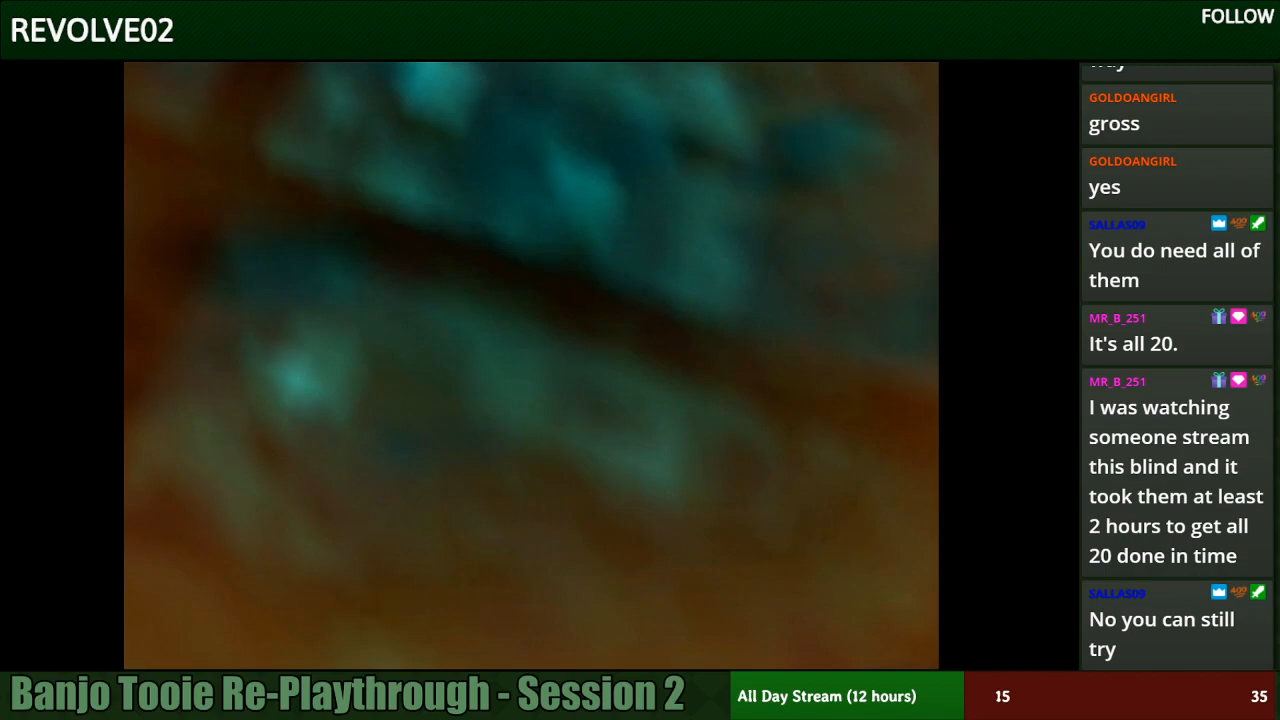 REVOLVE02
FOLLOW
GOLDOANGIRL
gross
GOLDOANGIRL
yes
SALLAS09
You do need all of
them
MR_B_251
It's all 20.
MR_B_251
I was watching
someone stream
this blind and it
took them at least
2 hours to get all
20 done in time
SALLAS09
No you can still
try
Banjo Tooie Re-Playthrough - Session 2
All Day Stream (12 hours)
15
35